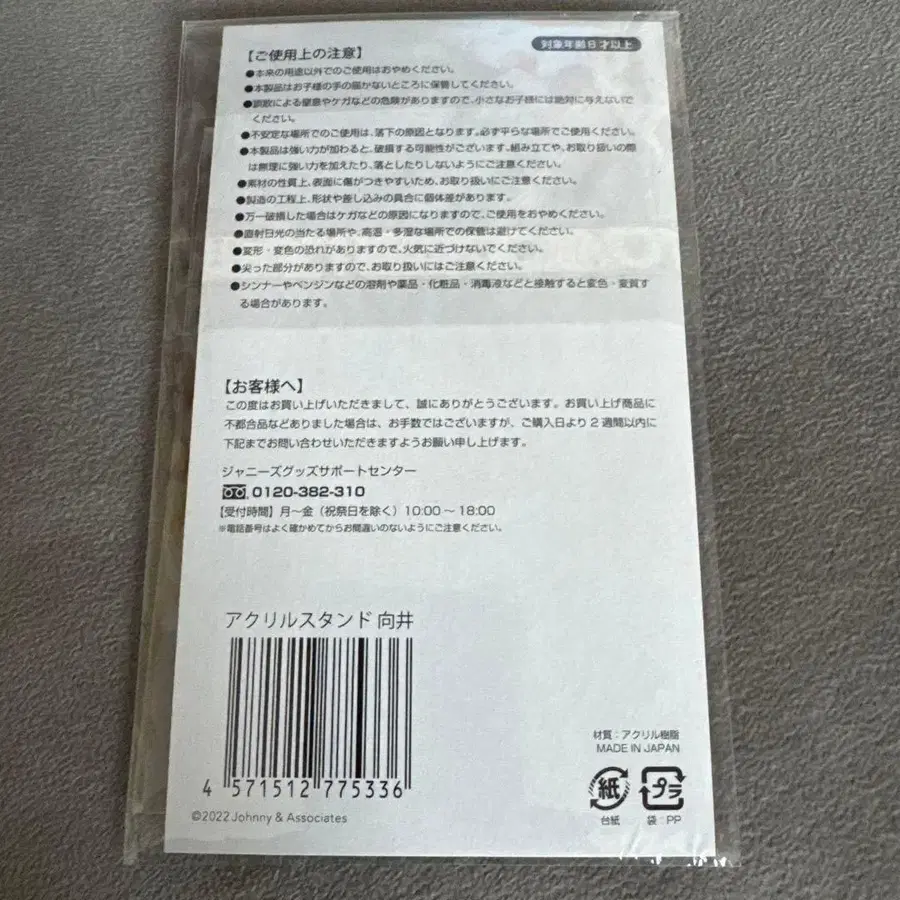 【ご使用上の注意】
対象年齢8才以上
●本来の用途以外でのご使用はおやめください。
●本製品はお子様の手の届かないところに保管してください。
●誤飲による窒息やケガなどの危険がありますので、小さなお子様には絶対に与えないで
ください。
●不安定な場所でのご使用は、落下の原因となります。必ず平らな場所でご使用ください。
●本製品は強い力が加わると、破損する可能性がございます。組み立てや、お取り扱いの際
は無理に強い力を加えたり、落としたりしないようにご注意ください。
●素材の性質上、表面に傷がつきやすいため、お取り扱いにご注意ください。
●製造の工程上、形状や差し込みの具合に個体差があります。
●万一破損した場合はケガなどの原因になりますので、ご使用をおやめください。
●直射日光の当たる場所や、高温・多湿な場所での保管は避けてください。
●変形・変色の恐れがありますので、火気に近づけないでください。
●尖った部分がありますので、お取り扱いにはご注意ください。
●シンナーやベンジンなどの溶剤や薬品・化粧品・消毒液などと接触すると変色・変質す
る場合があります。
【お客様へ】
この度はお買い上げいただきまして、誠にありがとうございます。お買い上げ商品に
不都合品などありました場合は、お手数ではございますが、ご購入日より2週間以内に
下記までお問い合わせいただきますようお願い申し上げます。
ジャニーズグッズサポートセンター
0120-382-310
【受付時間】月～金（祝祭日を除く）10:00～18:00
※電話番号はよく確かめてからお間違いのないようにご注意ください。
アクリルスタンド 向井
4 571512 775336
©2022 Johnny & Associates
材質：アクリル樹脂
MADE IN JAPAN
紙 プラ
台紙 袋：PP